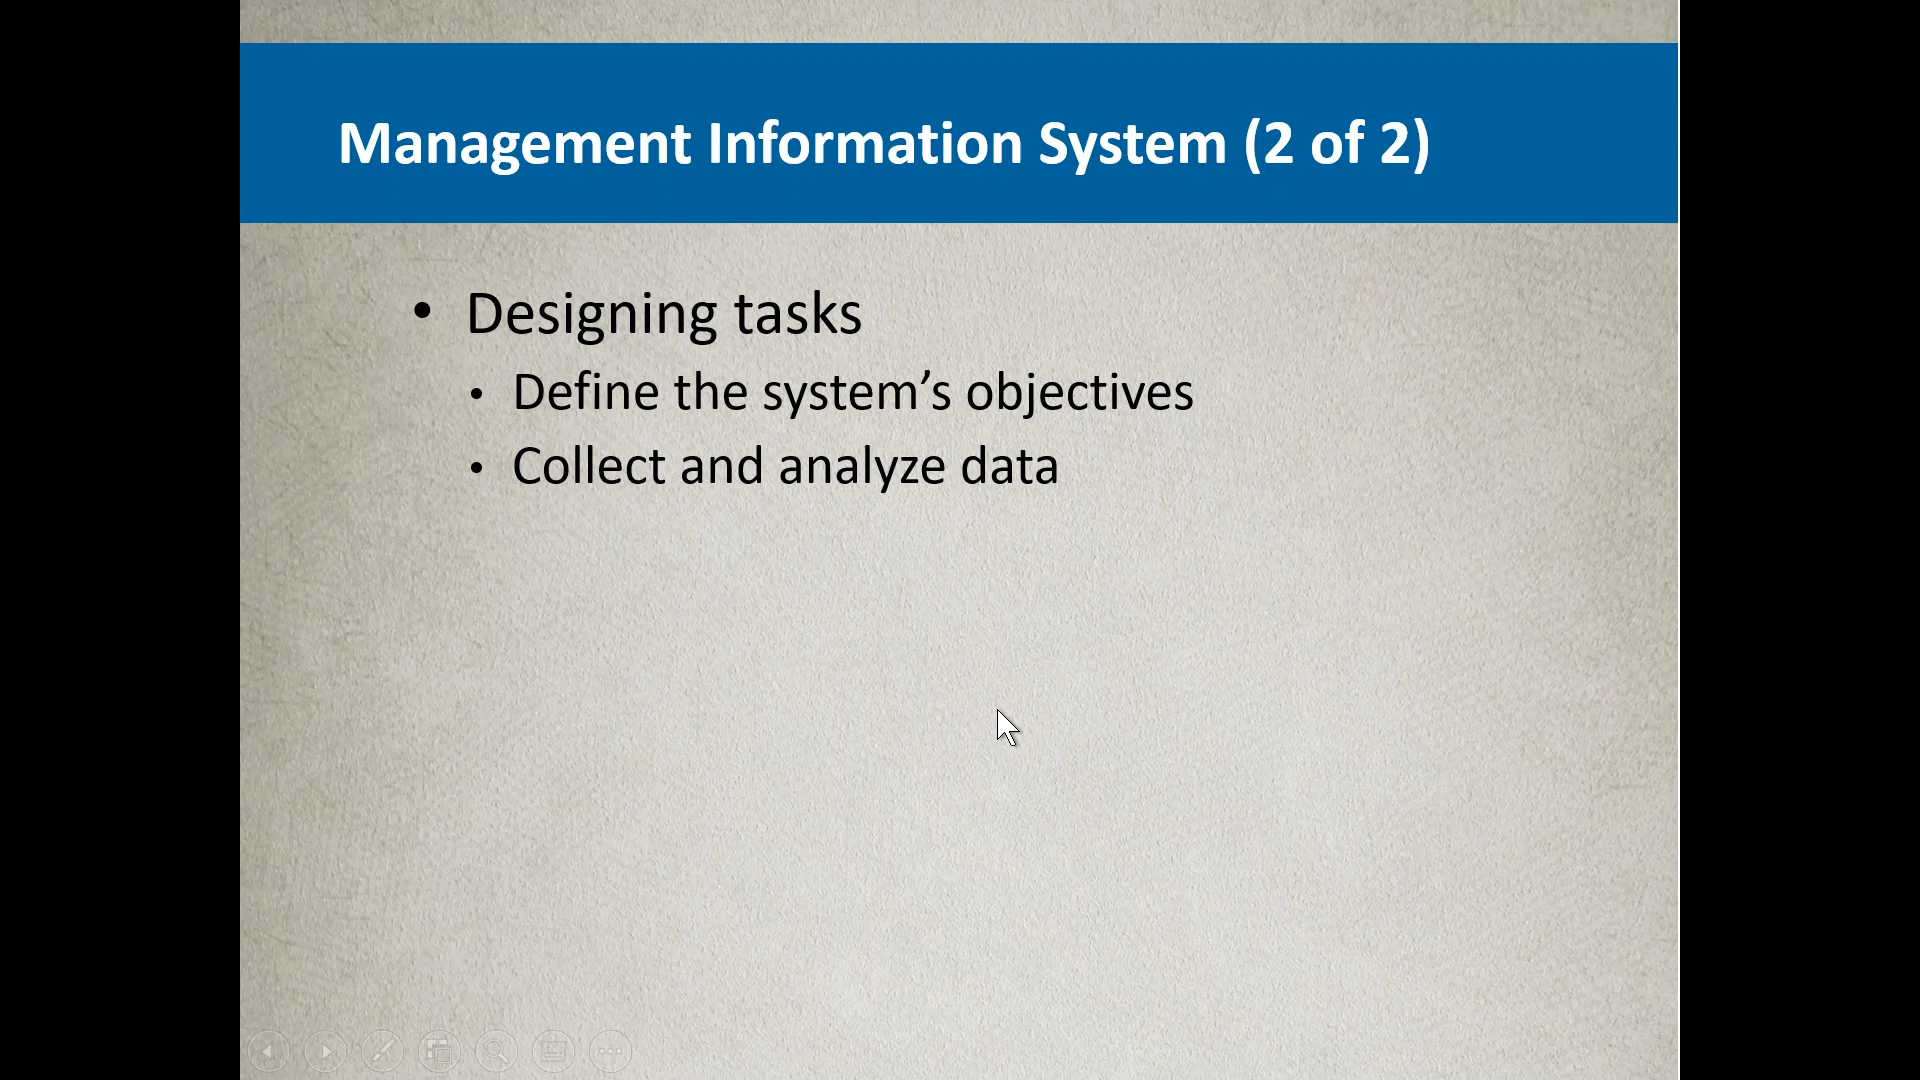 Management Information System (2 of 2)
• Designing tasks
• Define the system’s objectives
• Collect and analyze data